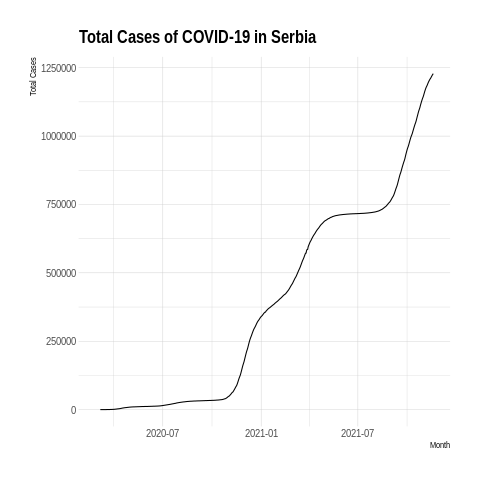 Total Cases of COVID-19 in Serbia
Total Cases
1250000
1000000
750000
500000
250000
0
2020-07 2021-01 2021-07
Month